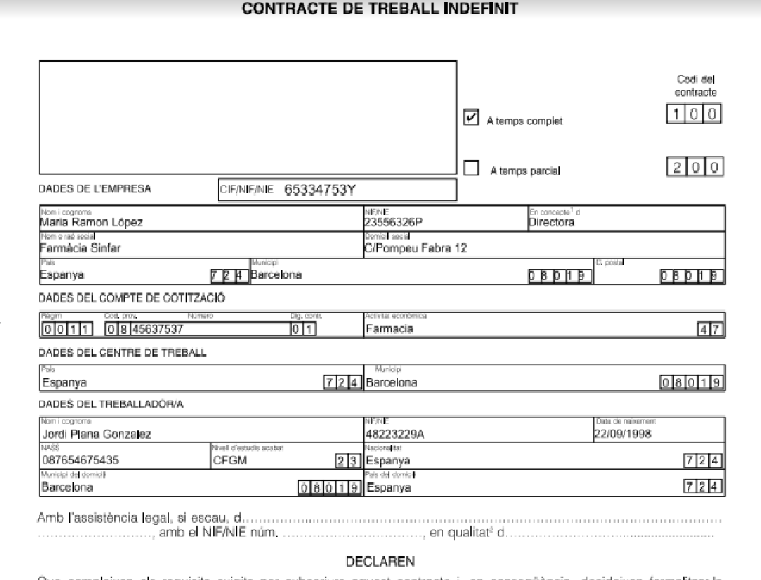 CONTRACTE DE TREBALL INDEFINIT
Codi del
contracte
A temps complet
1 0 0
A temps parcial
2 0 0
DADES DE L'EMPRESA
CIF/NIF/NIE 65334753Y
Nom i cognoms NIF/NIE En concepte¹ d
Maria Ramon López 23556326P Directora
Nom o raó social Domicili social
Farmàcia Sinfar C/Pompeu Fabra 12
País Municipi C. postal
Espanya 7 2 4 Barcelona 0 8 0 1 9 0 8 0 1 9
DADES DEL COMPTE DE COTITZACIÓ
Règim Cod. prov. Número Dig. contr. Activitat econòmica
0 0 1 1 0 8 45637537 0 1 Farmacia 4 7
DADES DEL CENTRE DE TREBALL
País Municipi
Espanya 7 2 4 Barcelona 0 8 0 1 9
DADES DEL TREBALLADOR/A
Nom i cognoms NIF/NIE Data de naixement
Jordi Plana Gonzalez 48223229A 22/09/1998
NASS Nivell d'estudis acabat Nacionalitat
087654675435 CFGM 2 3 Espanya 7 2 4
Municipi del domicili País del domicili
Barcelona 0 8 0 1 9 Espanya 7 2 4
Amb l'assistència legal, si escau, d
, amb el NIF/NIE núm. , en qualitat² d
DECLAREN